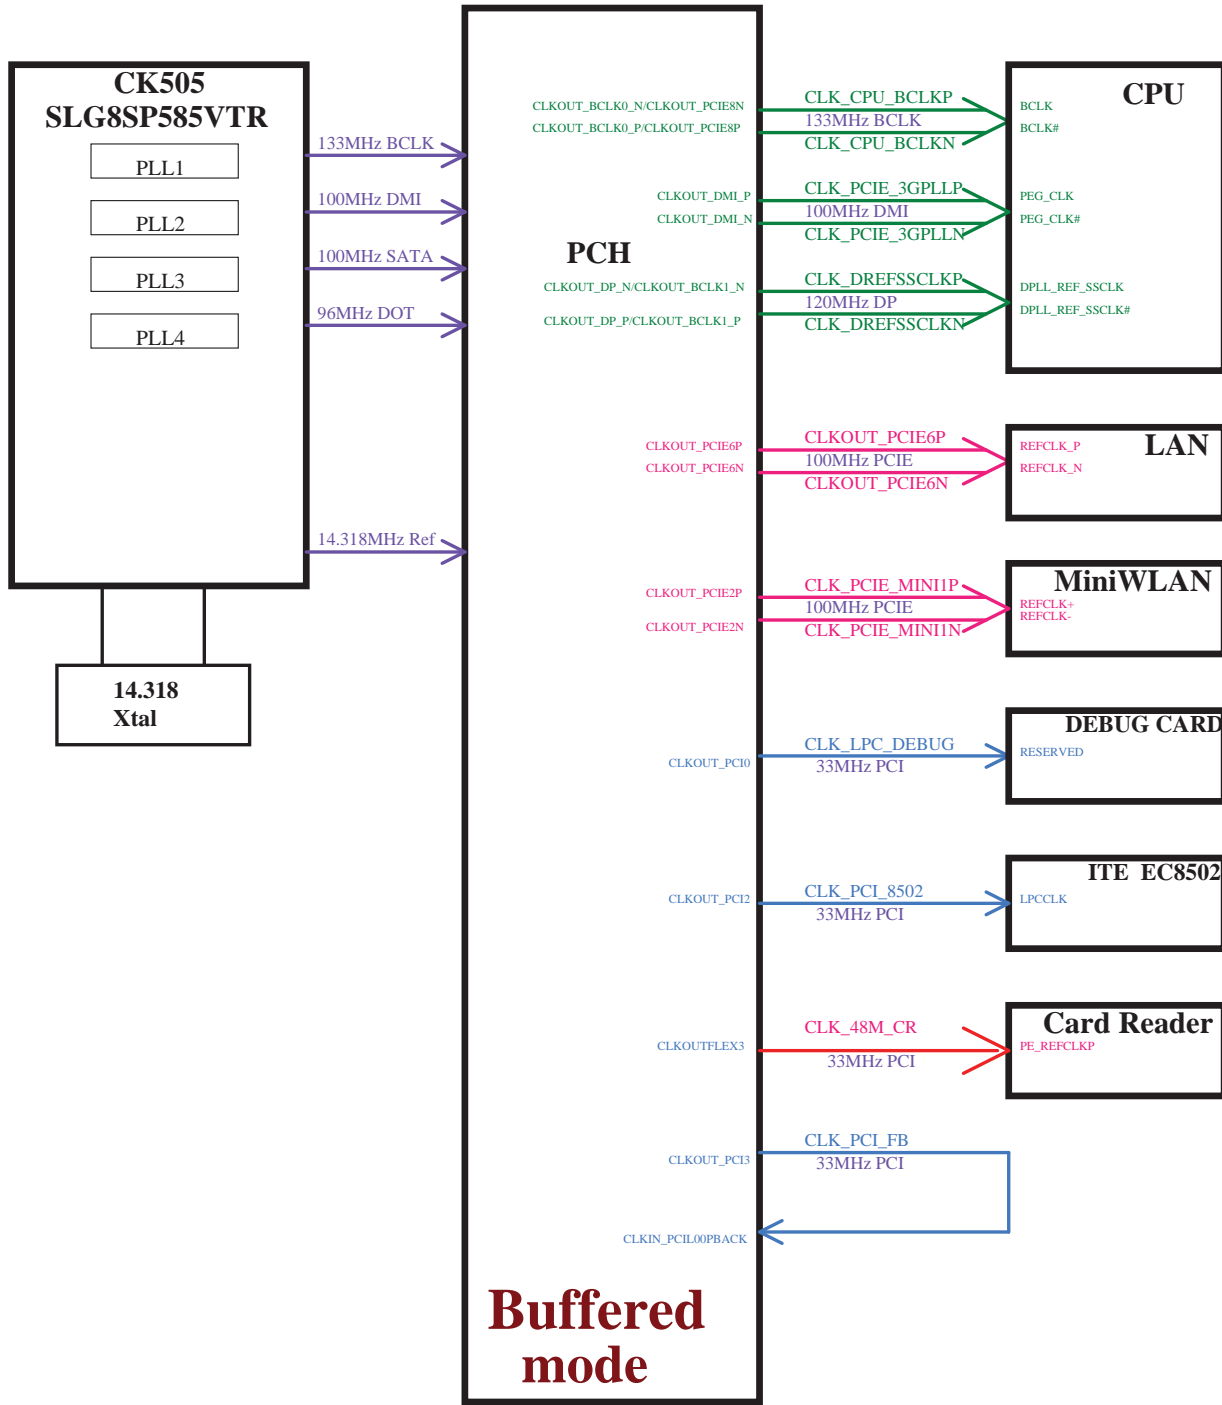 CK505
SLG8SP585VTR
PLL1
PLL2
PLL3
PLL4
14.318
Xtal
133MHz BCLK
100MHz DMI
100MHz SATA
96MHz DOT
14.318MHz Ref
PCH
CLKOUT_BCLK0_N/CLKOUT_PCIE8N
CLKOUT_BCLK0_P/CLKOUT_PCIE8P
CLKOUT_DMI_P
CLKOUT_DMI_N
CLKOUT_DP_N/CLKOUT_BCLK1_N
CLKOUT_DP_P/CLKOUT_BCLK1_P
CLKOUT_PCIE6P
CLKOUT_PCIE6N
CLKOUT_PCIE2P
CLKOUT_PCIE2N
CLKOUT_PCI0
CLKOUT_PCI2
CLKOUTFLEX3
CLKOUT_PCI3
CLKIN_PCIL00PBACK
Buffered
mode
CLK_CPU_BCLKP
133MHz BCLK
CLK_CPU_BCLKN
CLK_PCIE_3GPLLP
100MHz DMI
CLK_PCIE_3GPLLN
CLK_DREFSSCLKP
120MHz DP
CLK_DREFSSCLKN
CLKOUT_PCIE6P
100MHz PCIE
CLKOUT_PCIE6N
CLK_PCIE_MINI1P
100MHz PCIE
CLK_PCIE_MINI1N
CLK_LPC_DEBUG
33MHz PCI
CLK_PCI_8502
33MHz PCI
CLK_48M_CR
33MHz PCI
CLK_PCI_FB
33MHz PCI
CPU
BCLK
BCLK#
PEG_CLK
PEG_CLK#
DPLL_REF_SSCLK
DPLL_REF_SSCLK#
LAN
REFCLK_P
REFCLK_N
MiniWLAN
REFCLK+
REFCLK-
DEBUG CARD
RESERVED
ITE EC8502
LPCCLK
Card Reader
PE_REFCLKP